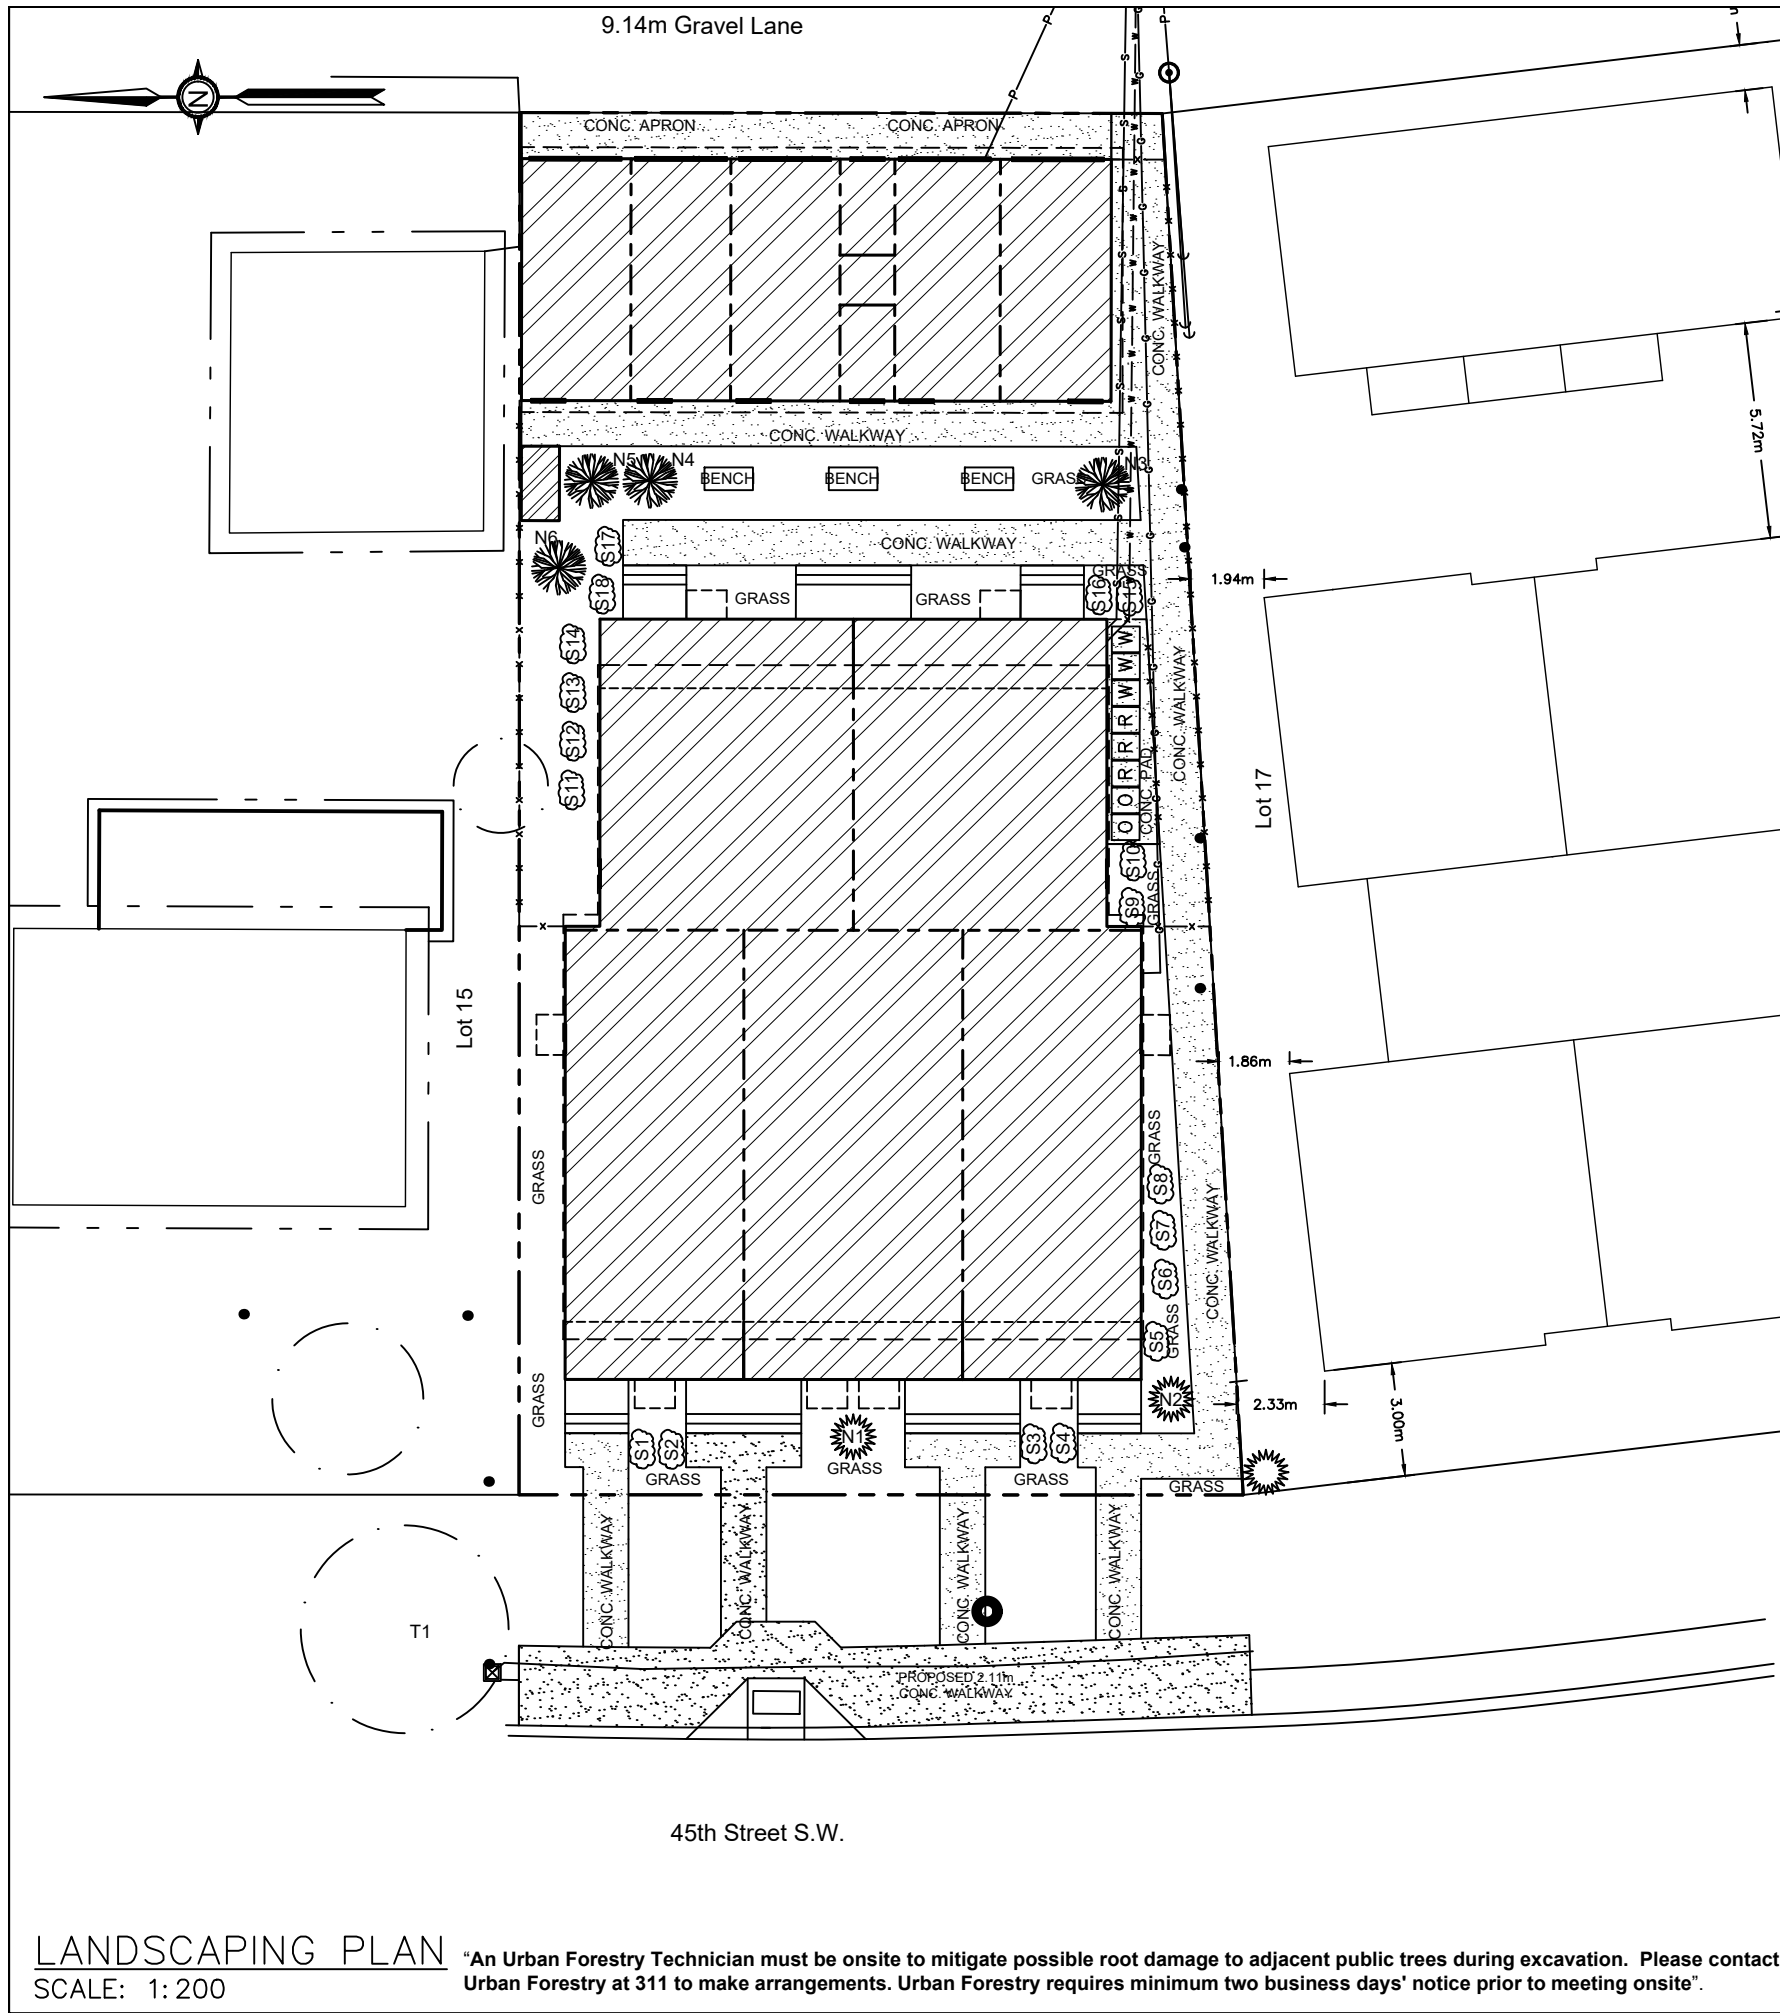 9.14m Gravel Lane
P
S
W
G
P
N
CONC. APRON
CONC. APRON
P
CONC. WALKWAY
CONC. WALKWAY
5.72m
N5
N4
BENCH
BENCH
BENCH
GRASS
N3
N6
S17
CONC. WALKWAY
GRASS
S18
GRASS
GRASS
S16
S15
1.94m
S14
S13
S12
S11
W
W
W
R
R
R
O
O
CONC. PAD
CONC. WALKWAY
Lot 17
S10
S9
GRASS
Lot 15
1.86m
GRASS
GRASS
S8
S7
S6
S5
GRASS
CONC. WALKWAY
GRASS
N2
2.33m
3.00m
S1
S2
N1
S3
S4
GRASS
GRASS
GRASS
GRASS
CONC. WALKWAY
CONC. WALKWAY
CONC. WALKWAY
CONC. WALKWAY
T1
PROPOSED 2.11m
CONC. WALKWAY
45th Street S.W.
LANDSCAPING PLAN
SCALE: 1:200
“An Urban Forestry Technician must be onsite to mitigate possible root damage to adjacent public trees during excavation. Please contact
Urban Forestry at 311 to make arrangements. Urban Forestry requires minimum two business days' notice prior to meeting onsite”.